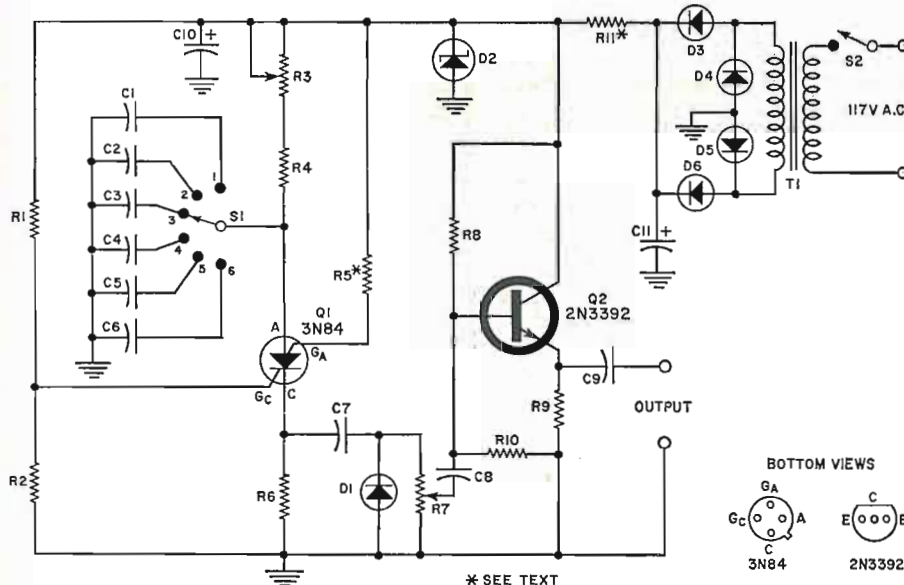 C10 +
R3
D2
R11*
D3
D4
S2
117V A.C
D5
D6
T1
C1
C2
C3
C4
C5
C6
1
2
3
4
5
6
S1
R4
R1
R5*
R8
C11 +
Q1
3N84
A
GA
GC
C
Q2
2N3392
C9
R9
OUTPUT
C7
R10
R2
R6
D1
R7
C8
BOTTOM VIEWS
GA
GC
A
C
3N84
C
E
B
2N3392
* SEE TEXT